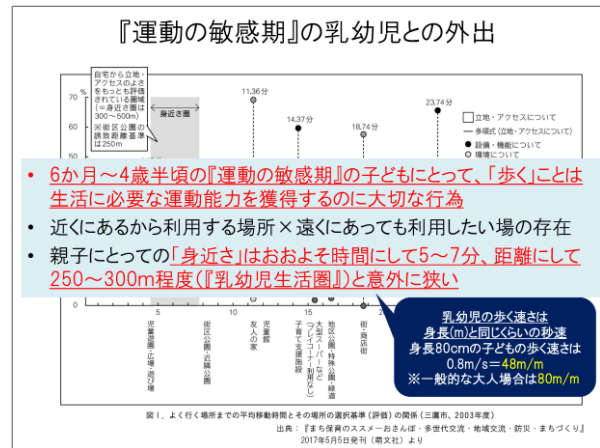 『運動の敏感期』の乳幼児との外出
自宅から立地・
アクセスのよさ
をもっとも評価
されている圏域
(=身近さ圏は
300~500m)
※街区公園の
誘致距離基準
は250m
身近さ圏
11.36分
14.37分
18.74分
23.74分
70
%
60
立地・アクセスについて
多項式(立地・アクセスについて)
設備・機能について
環境について
• 6か月~4歳半頃の『運動の敏感期』の子どもにとって、「歩く」ことは
生活に必要な運動能力を獲得するのに大切な行為
• 近くにあるから利用する場所×遠くにあっても利用したい場の存在
• 親子にとっての「身近さ」はおおよそ時間にして5~7分、距離にして
250~300m程度(『乳幼児生活圏』)と意外に狭い
0
0
5
10
15
児童遊園・広場・遊び場
街区公園・近隣公園
友人の家
児童館
子育て支援施設
大型スーパーなど
(プレイコーナー利用なし)
地区公園・特殊公園・緑道
街・商店街
乳幼児の歩く速さは
身長(m)と同じくらいの秒速
身長80cmの子どもの歩く速さは
0.8m/s=48m/m
※一般的な大人場合は80m/m
図1. よく行く場所までの平均移動時間とその場所の選択基準(評価)の関係(三鷹市、2003年度)
出典:『まち保育のススメーおさんぽ・多世代交流・地域交流・防災・まちづくり』
2017年5月5日発刊(萌文社)より